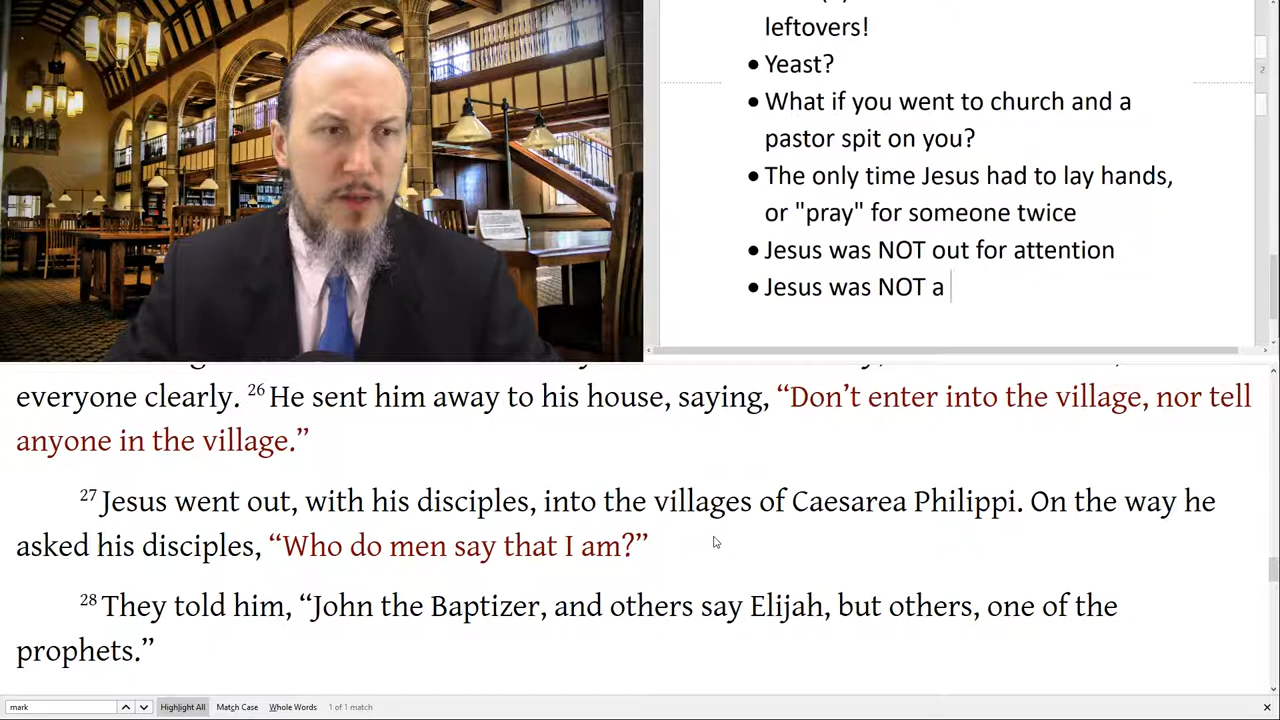 leftovers!
• Yeast?
• What if you went to church and a
pastor spit on you?
• The only time Jesus had to lay hands,
or "pray" for someone twice
• Jesus was NOT out for attention
• Jesus was NOT a
2
everyone clearly. 26 He sent him away to his house, saying, “Don’t enter into the village, nor tell
anyone in the village.”
27 Jesus went out, with his disciples, into the villages of Caesarea Philippi. On the way he
asked his disciples, “Who do men say that I am?”
28 They told him, “John the Baptizer, and others say Elijah, but others, one of the
prophets.”
mark Highlight All Match Case Whole Words 1 of 1 match